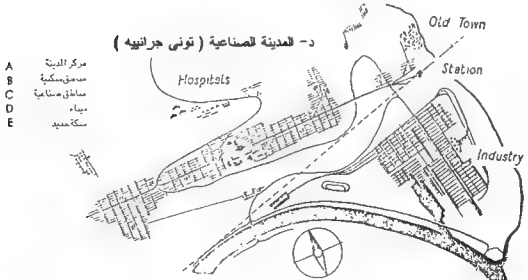 د- المدينة الصناعية ( تونى جرانييه )
Old Town
Station
Hospitals
Industry
A مركز المدينة
B مناطق سكنية
C مناطق صناعية
D ميناء
E سكة حديد